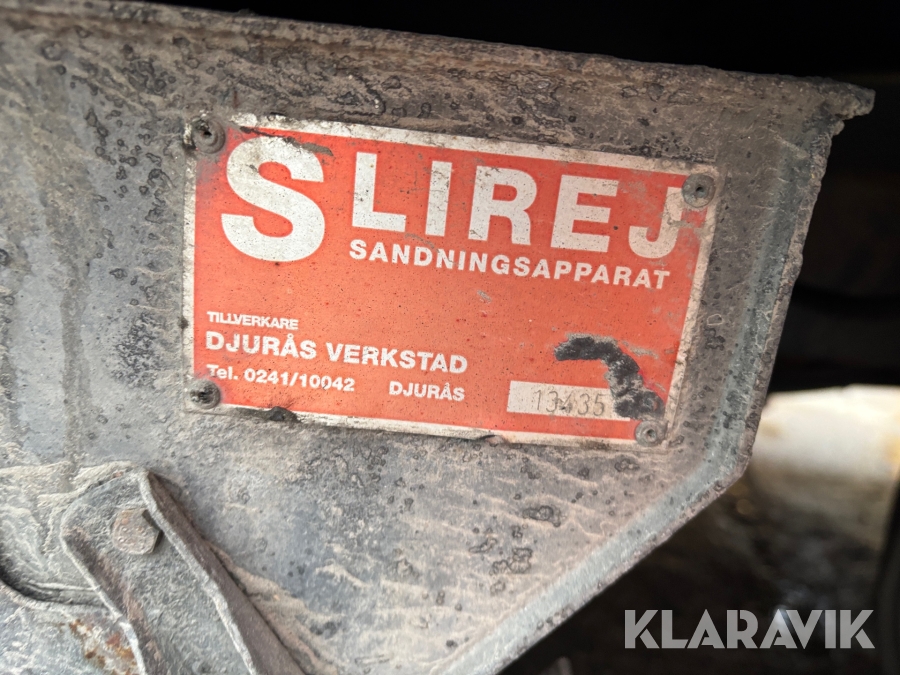 SLIREJ
SANDNINGSAPPARAT
TILLVERKARE
DJURÅS VERKSTAD
Tel. 0241/10042 DJURÅS
13435
KLARAVIK